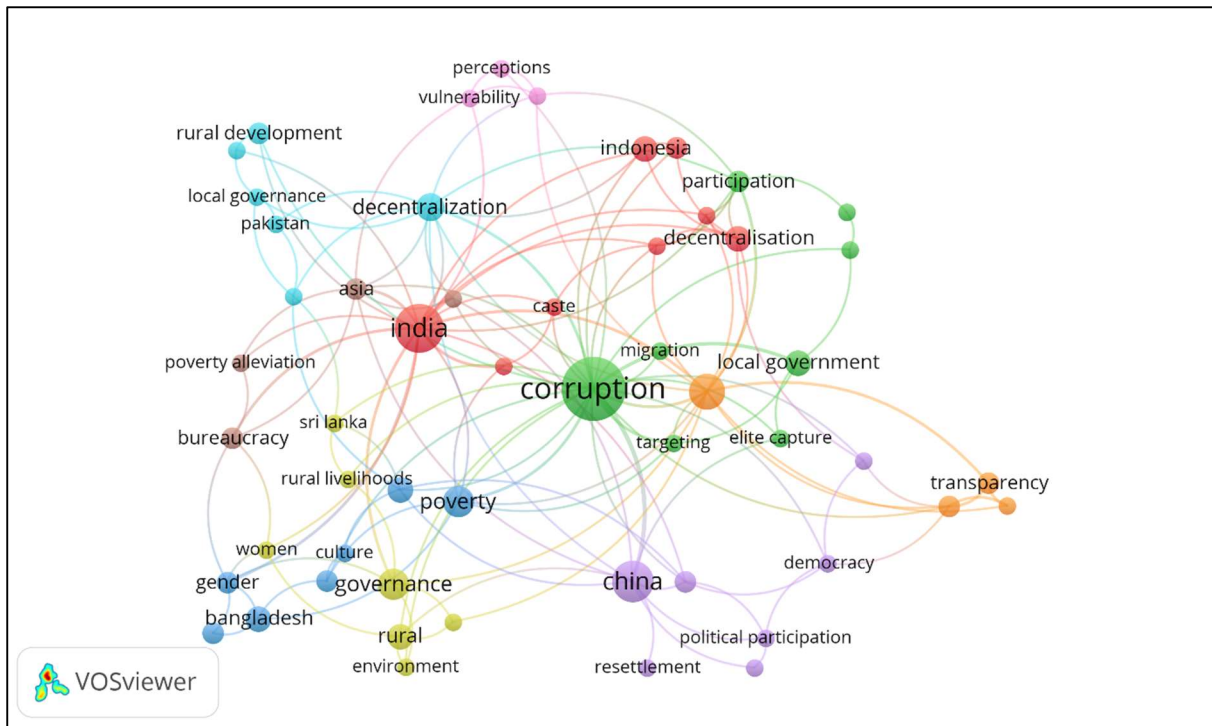 perceptions
vulnerability
rural development
indonesia
participation
local governance
decentralization
pakistan
decentralisation
asia
caste
india
migration
poverty alleviation
local government
corruption
sri lanka
bureaucracy
targeting
elite capture
rural livelihoods
transparency
poverty
women
culture
democracy
gender
governance
china
bangladesh
rural
political participation
environment
resettlement
VOSviewer